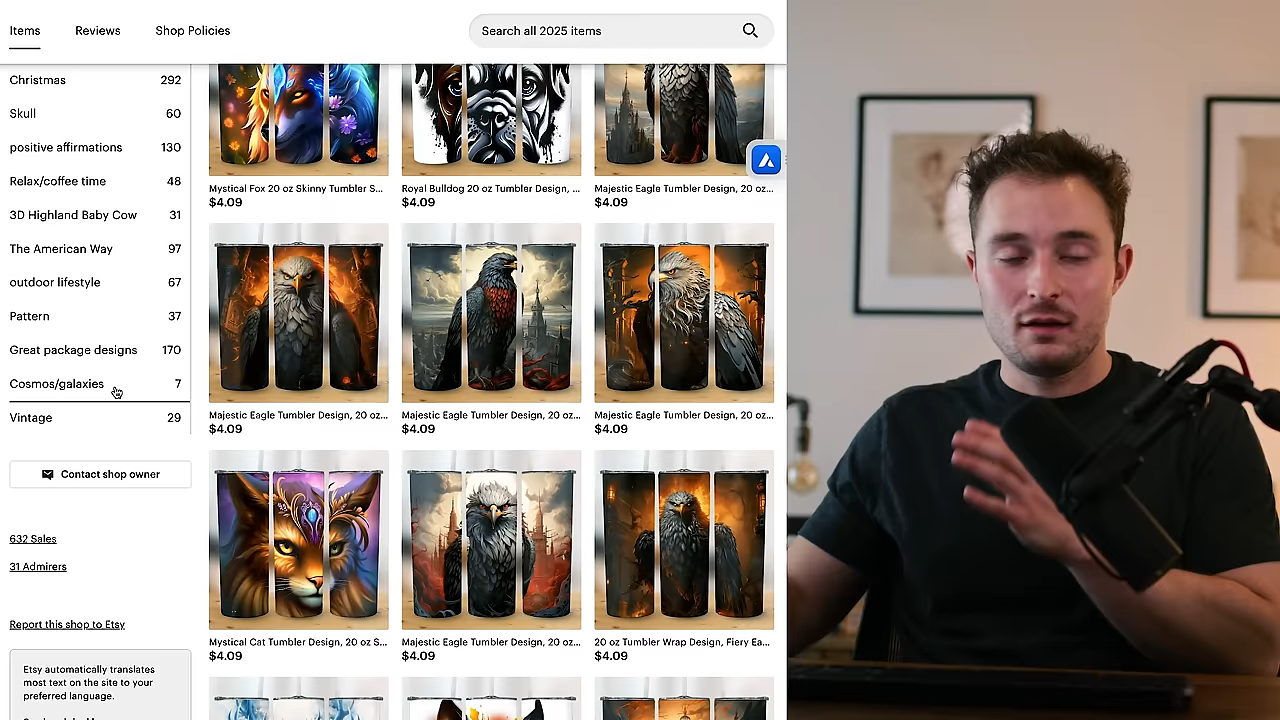 Items
Reviews
Shop Policies
Search all 2025 items
Christmas 292
Skull 60
positive affirmations 130
Relax/coffee time 48
3D Highland Baby Cow 31
The American Way 97
outdoor lifestyle 67
Pattern 37
Great package designs 170
Cosmos/galaxies 7
Vintage 29
Contact shop owner
632 Sales
31 Admirers
Report this shop to Etsy
Etsy automatically translates
most text on the site to your
preferred language.
Mystical Fox 20 oz Skinny Tumbler S...
$4.09
Royal Bulldog 20 oz Tumbler Design, ...
$4.09
Majestic Eagle Tumbler Design, 20 oz...
$4.09
Majestic Eagle Tumbler Design, 20 oz...
$4.09
Majestic Eagle Tumbler Design, 20 oz...
$4.09
Majestic Eagle Tumbler Design, 20 oz...
$4.09
Mystical Cat Tumbler Design, 20 oz S...
$4.09
Majestic Eagle Tumbler Design, 20 oz...
$4.09
20 oz Tumbler Wrap Design, Fiery Ea...
$4.09